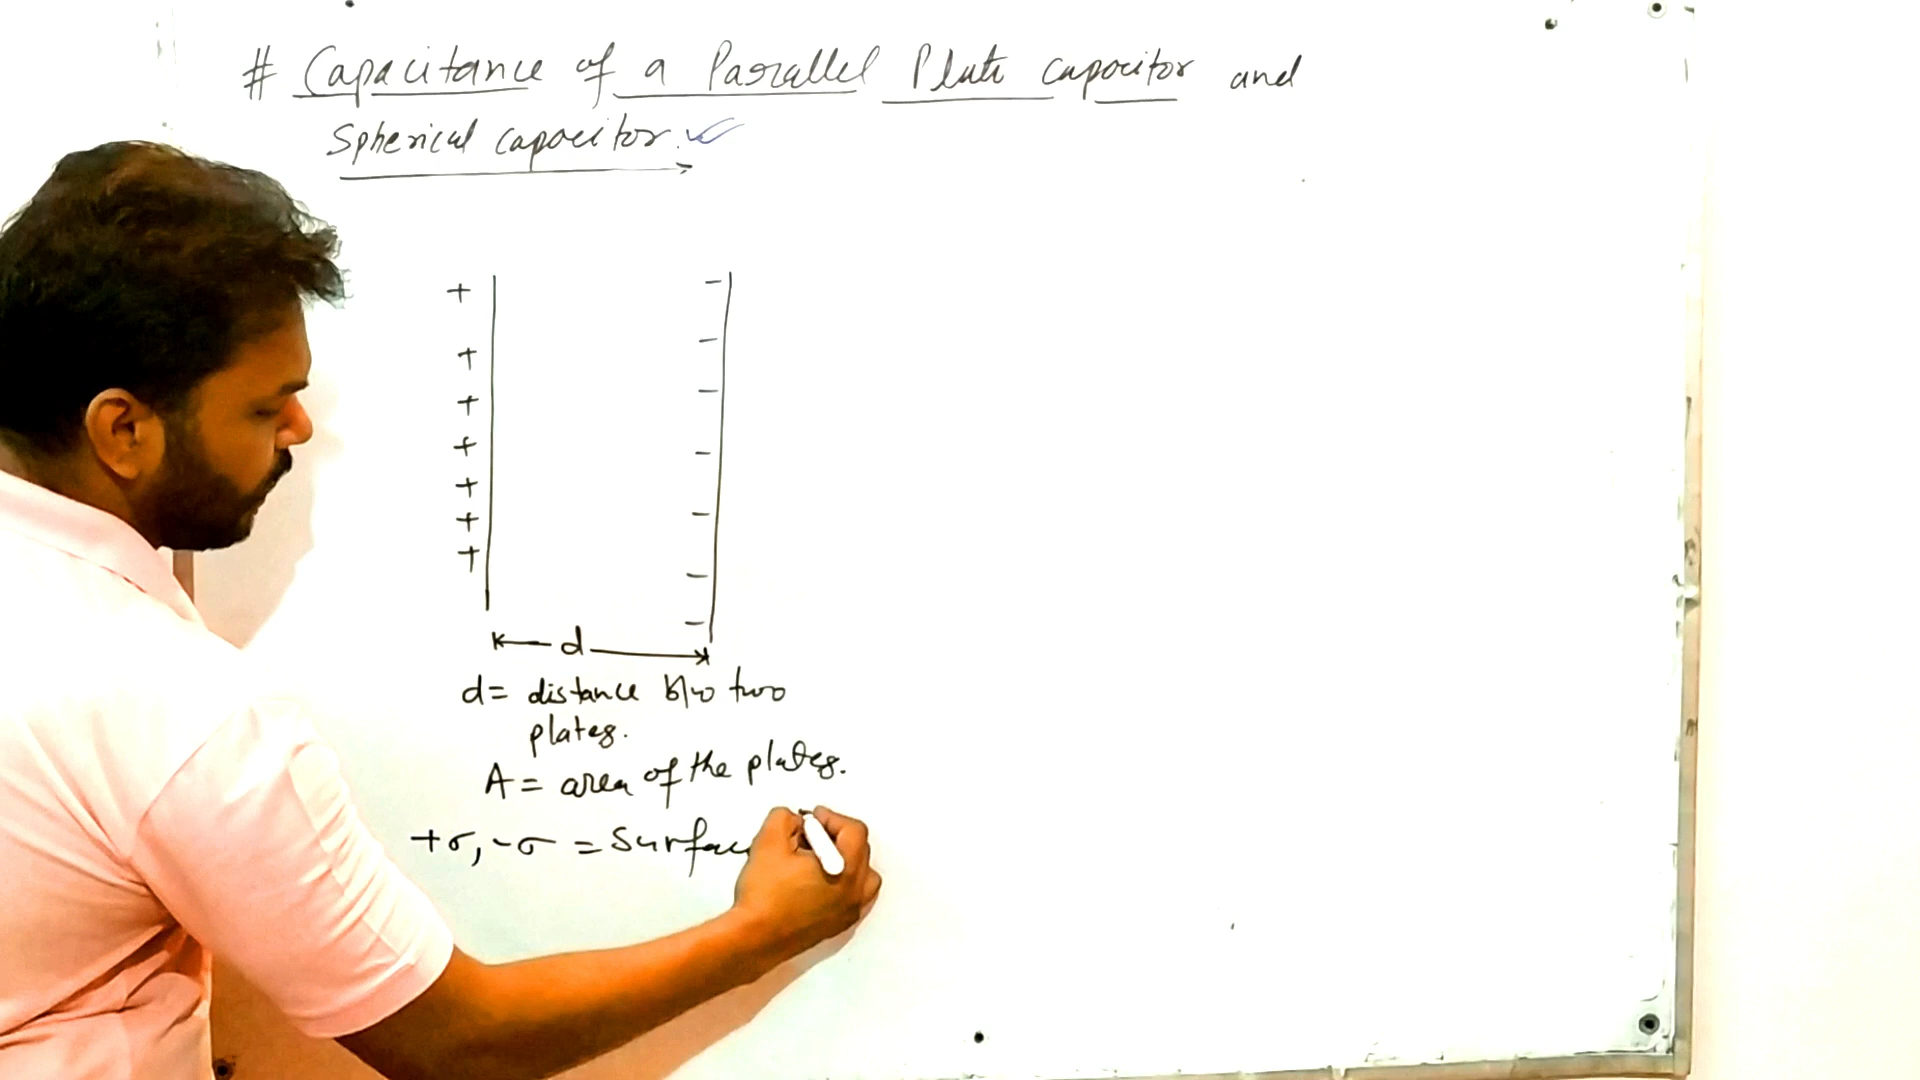 # Capacitance of a Parallel Plate capacitor and
Spherical capacitor.
+ -
+ -
+ -
+ -
+ -
+ -
+ -
d
d = distance b/w two
plates.
A = area of the plates.
+σ, -σ = Surfac